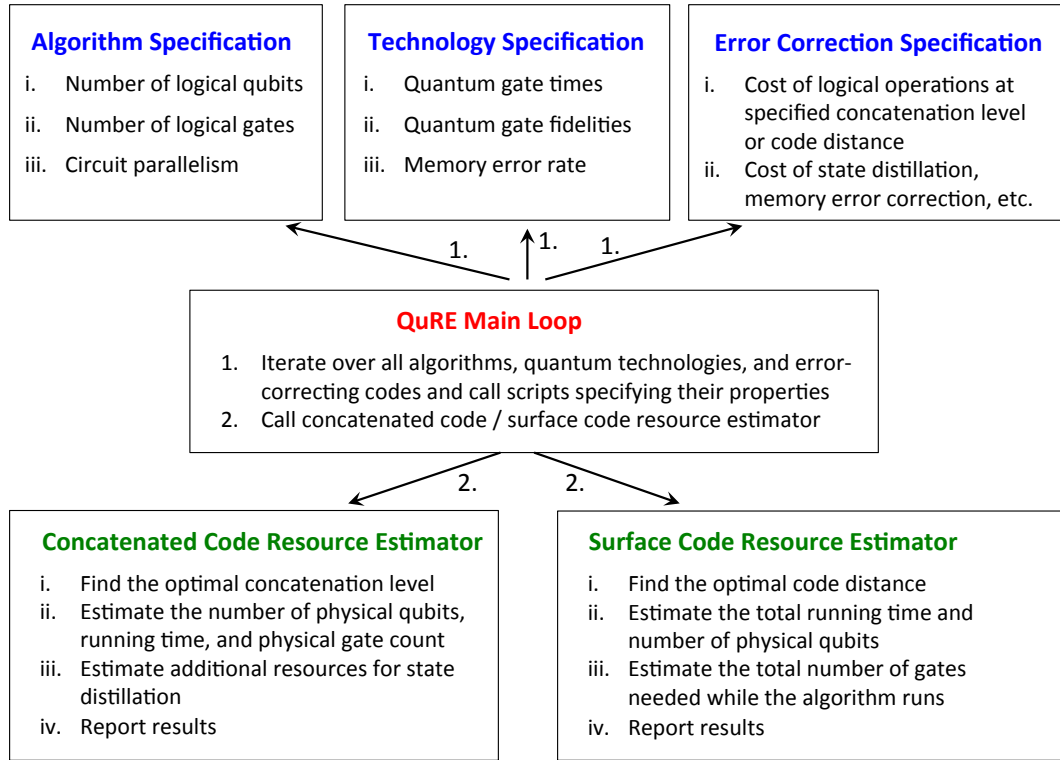 Algorithm Specification
i. Number of logical qubits
ii. Number of logical gates
iii. Circuit parallelism
Technology Specification
i. Quantum gate times
ii. Quantum gate fidelities
iii. Memory error rate
Error Correction Specification
i. Cost of logical operations at
specified concatenation level
or code distance
ii. Cost of state distillation,
memory error correction, etc.
1.
1.
1.
QuRE Main Loop
1. Iterate over all algorithms, quantum technologies, and error-
correcting codes and call scripts specifying their properties
2. Call concatenated code / surface code resource estimator
2.
2.
Concatenated Code Resource Estimator
i. Find the optimal concatenation level
ii. Estimate the number of physical qubits,
running time, and physical gate count
iii. Estimate additional resources for state
distillation
iv. Report results
Surface Code Resource Estimator
i. Find the optimal code distance
ii. Estimate the total running time and
number of physical qubits
iii. Estimate the total number of gates
needed while the algorithm runs
iv. Report results